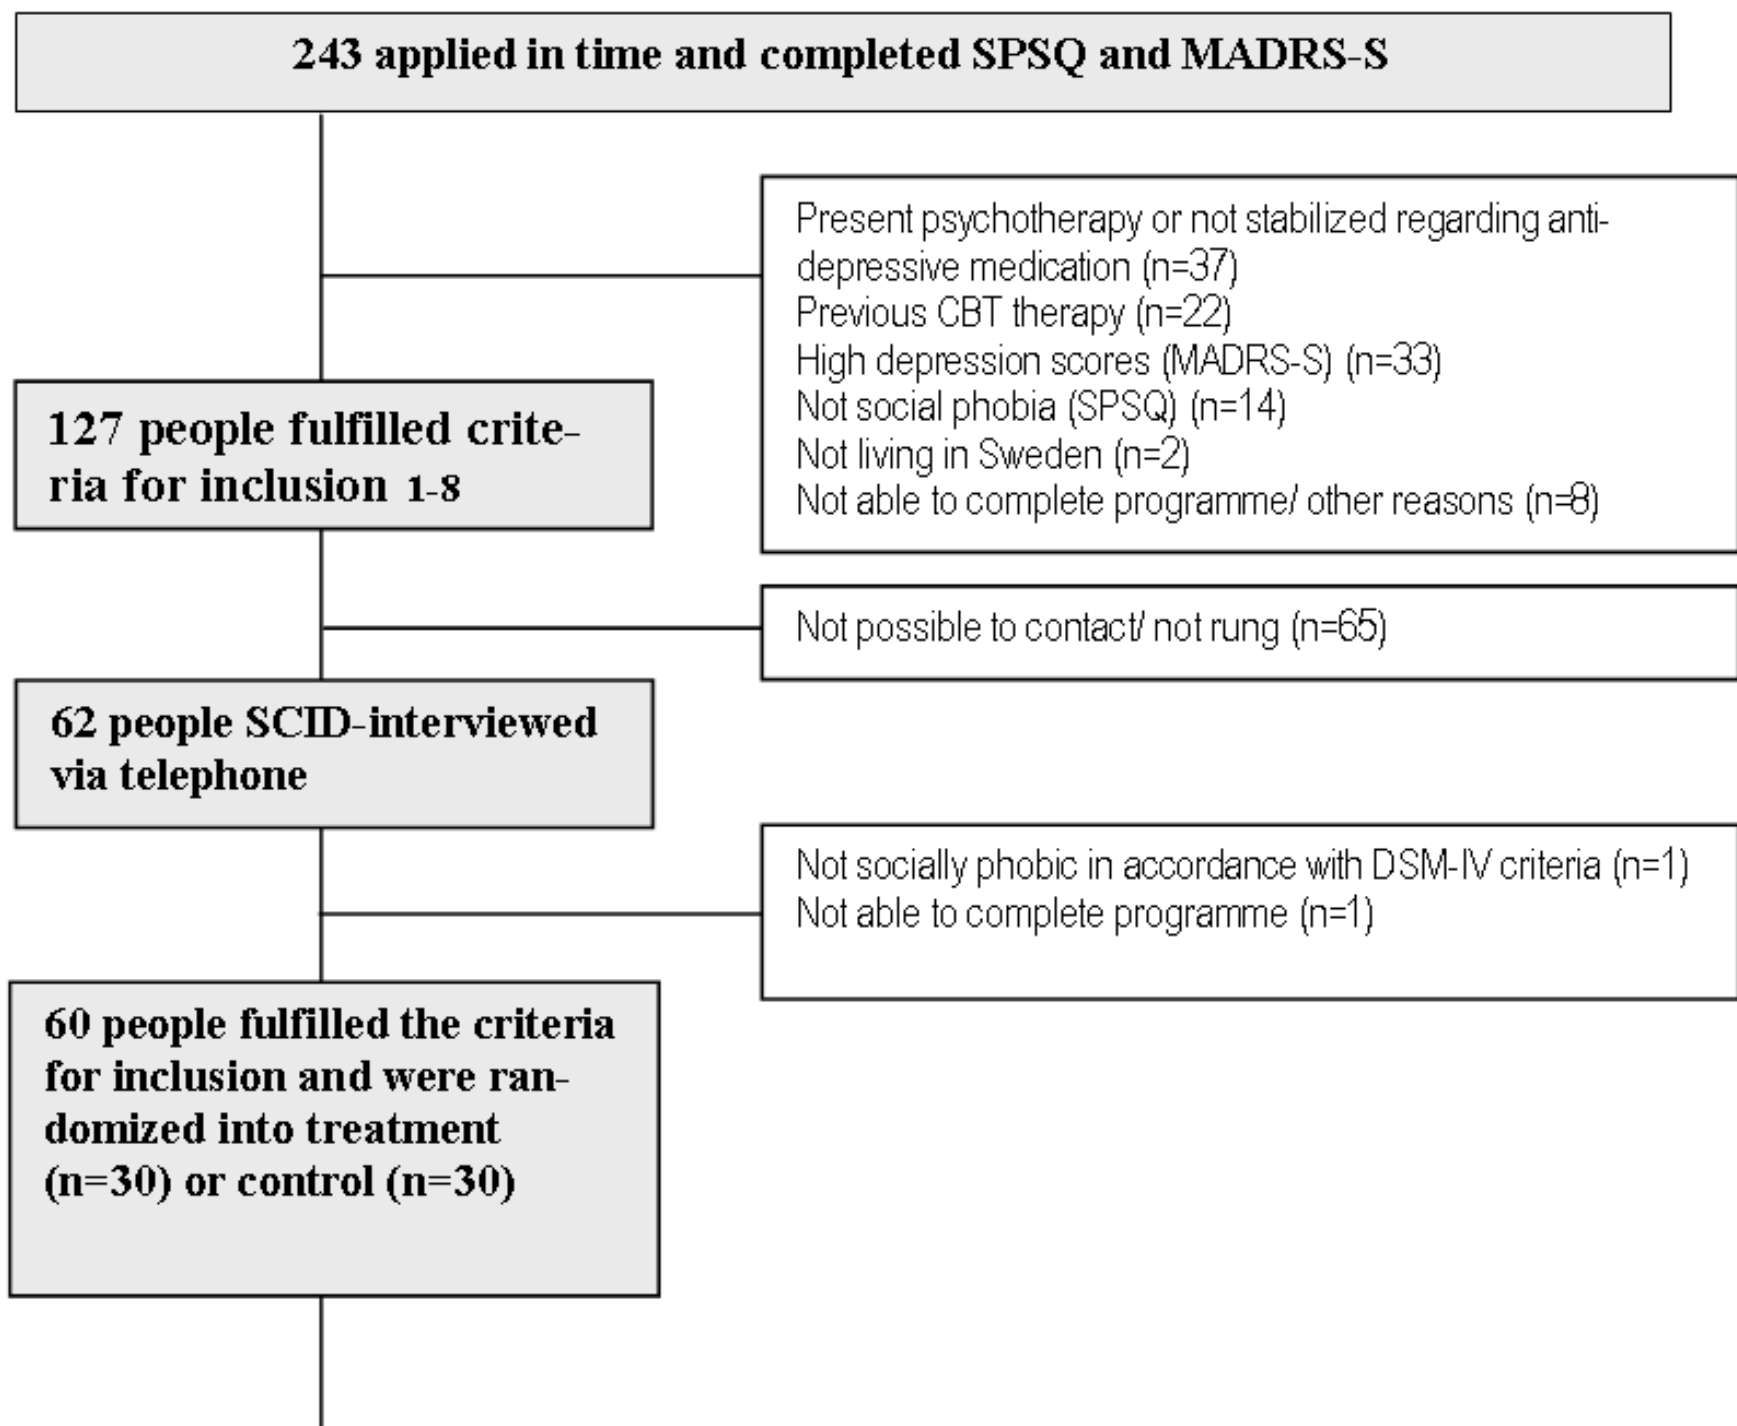 243 applied in time and completed SPSQ and MADRS-S
Present psychotherapy or not stabilized regarding anti-
depressive medication (n=37)
Previous CBT therapy (n=22)
High depression scores (MADRS-S) (n=33)
Not social phobia (SPSQ) (n=14)
Not living in Sweden (n=2)
Not able to complete programme/ other reasons (n=8)
127 people fulfilled crite-
ria for inclusion 1-8
Not possible to contact/ not rung (n=65)
62 people SCID-interviewed
via telephone
Not socially phobic in accordance with DSM-IV criteria (n=1)
Not able to complete programme (n=1)
60 people fulfilled the criteria
for inclusion and were ran-
domized into treatment
(n=30) or control (n=30)